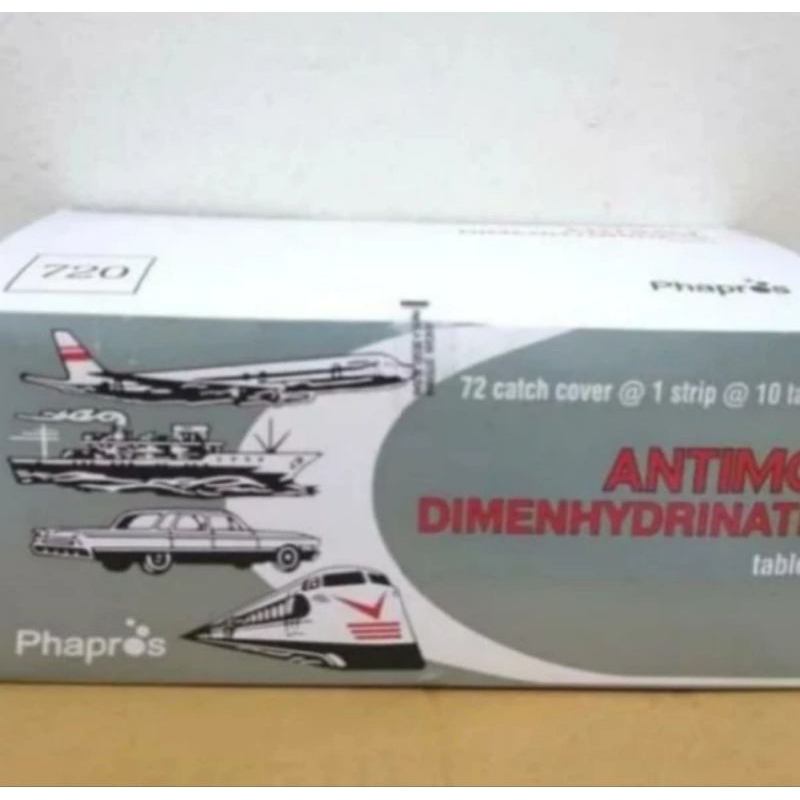 720
Phapros
72 catch cover @ 1 strip @ 10 ta
ANTIMO
DIMENHYDRINAT
table
Phapros